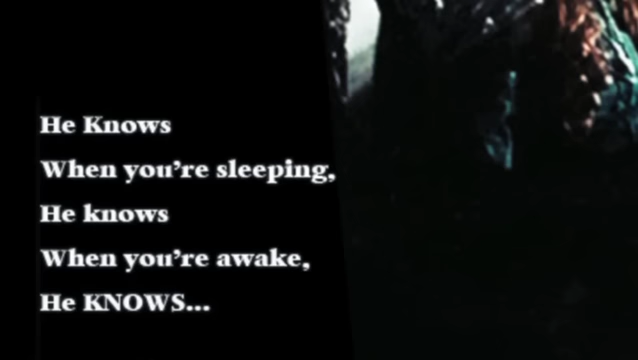 He Knows
When you're sleeping,
He knows
When you're awake,
He KNOWS...